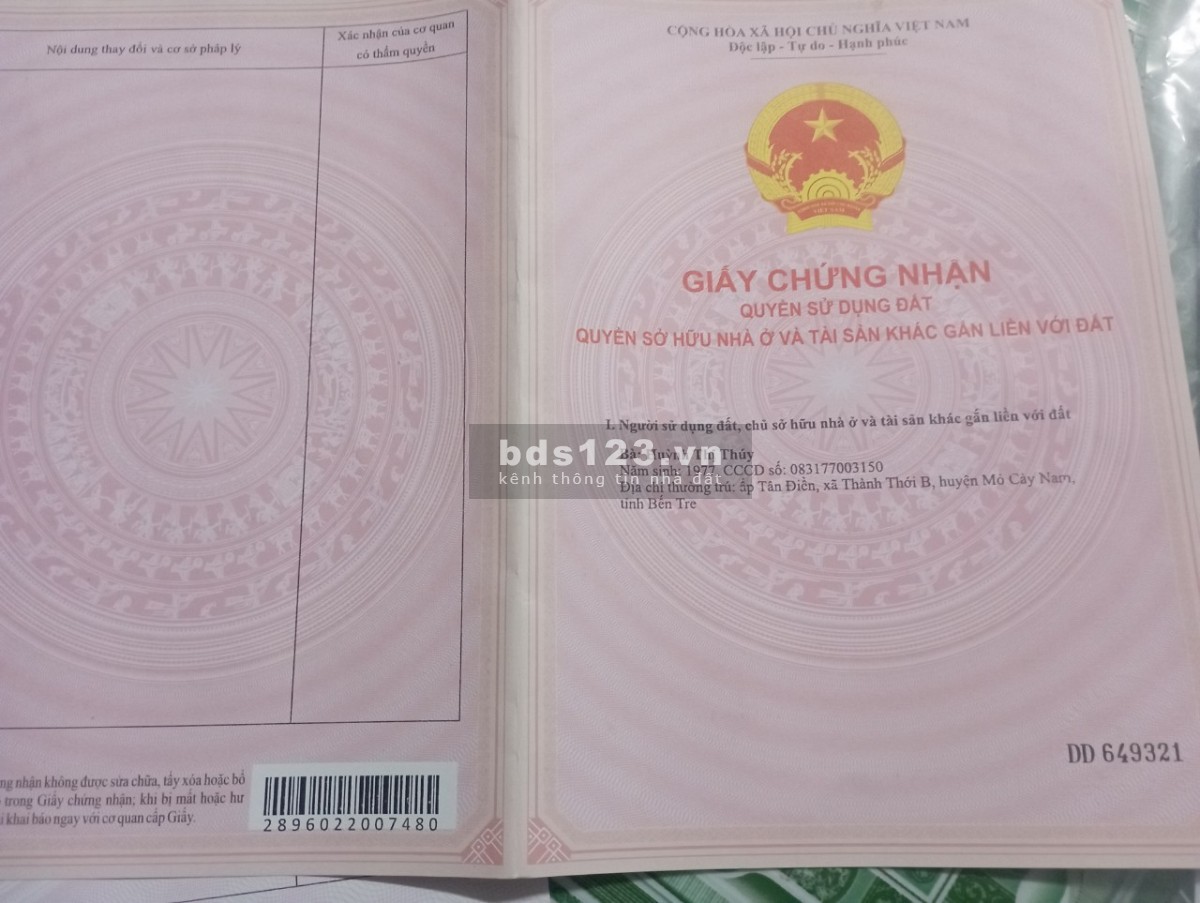 Nội dung thay đổi và cơ sở pháp lý
Xác nhận của cơ quan
có thẩm quyền
CỘNG HÒA XÃ HỘI CHỦ NGHĨA VIỆT NAM
Độc lập - Tự do - Hạnh phúc
VIỆT NAM
GIẤY CHỨNG NHẬN
QUYỀN SỬ DỤNG ĐẤT
QUYỀN SỞ HỮU NHÀ Ở VÀ TÀI SẢN KHÁC GẮN LIỀN VỚI ĐẤT
I. Người sử dụng đất, chủ sở hữu nhà ở và tài sản khác gắn liền với đất
Bà: Huỳnh Thị Thúy
Năm sinh: 1977, CCCD số: 083177003150
Địa chỉ thường trú: ấp Tân Điền, xã Thành Thới B, huyện Mỏ Cày Nam,
tỉnh Bến Tre
bds123.vn
kênh thông tin nhà đất
DD 649321
nhận không được sửa chữa, tẩy xóa hoặc bổ
trong Giấy chứng nhận; khi bị mất hoặc hư
khai báo ngay với cơ quan cấp Giấy.
2896022007480